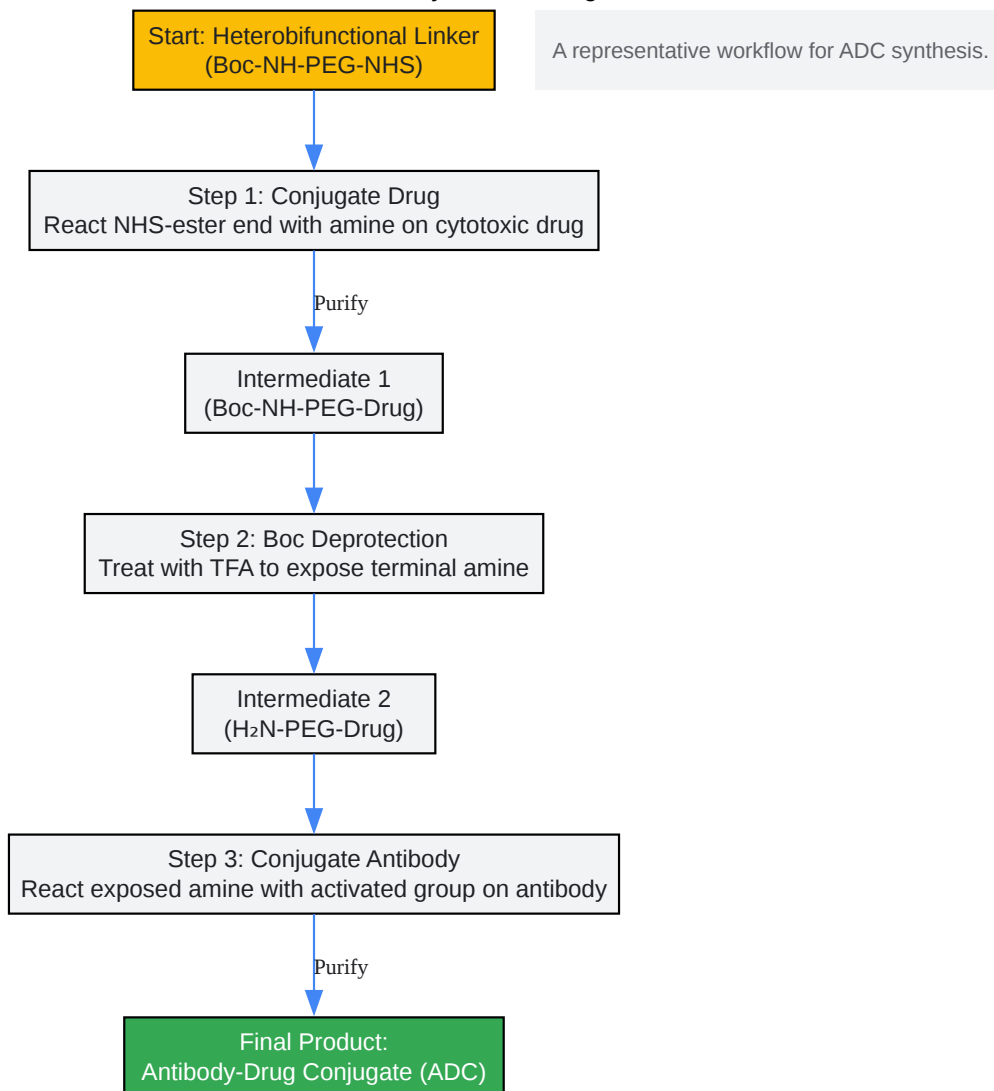 Start: Heterobifunctional Linker
(Boc-NH-PEG-NHS)
A representative workflow for ADC synthesis.
Step 1: Conjugate Drug
React NHS-ester end with amine on cytotoxic drug
Purify
Intermediate 1
(Boc-NH-PEG-Drug)
Step 2: Boc Deprotection
Treat with TFA to expose terminal amine
Intermediate 2
(H₂N-PEG-Drug)
Step 3: Conjugate Antibody
React exposed amine with activated group on antibody
Purify
Final Product:
Antibody-Drug Conjugate (ADC)